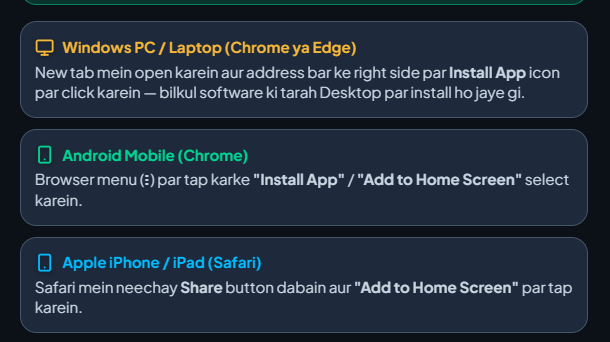 Windows PC / Laptop (Chrome ya Edge)
New tab mein open karein aur address bar ke right side par Install App icon
par click karein — bilkul software ki tarah Desktop par install ho jaye gi.
Android Mobile (Chrome)
Browser menu (⋮) par tap karke "Install App" / "Add to Home Screen" select
karein.
Apple iPhone / iPad (Safari)
Safari mein neechay Share button dabain aur "Add to Home Screen" par tap
karein.